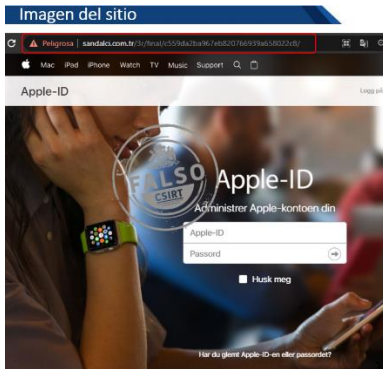 Imagen del sitio
Peligrosa | sandalci.com.tr/3r/final/c559da2ba967eb820766939a658022c8/
Mac iPad iPhone Watch TV Music Support
Apple-ID
Logg på
FALSO
CSIRT
Apple-ID
Administrer Apple-kontoen din
Apple-ID
Passord
Husk meg
Har du glemt Apple-ID-en eller passordet?